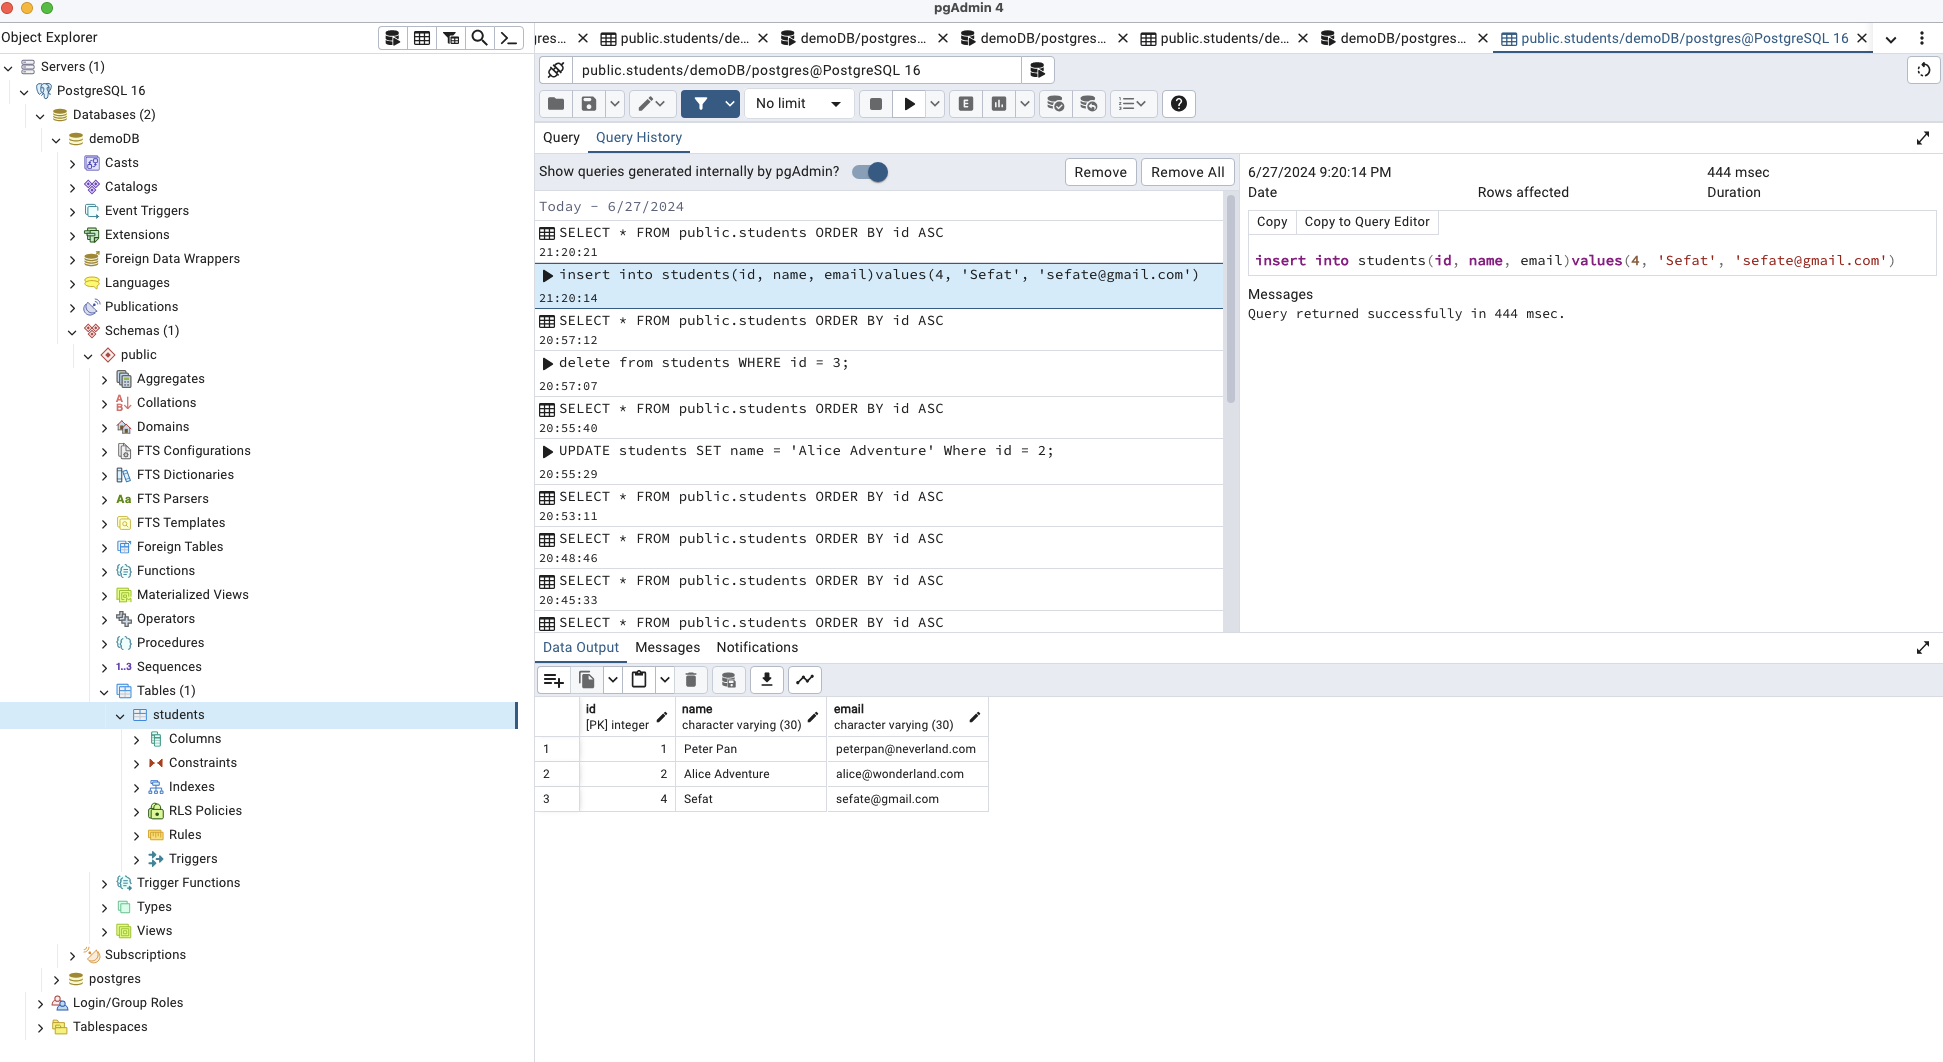 pgAdmin 4
Object Explorer
Servers (1)
PostgreSQL 16
Databases (2)
demoDB
Casts
Catalogs
Event Triggers
Extensions
Foreign Data Wrappers
Languages
Publications
Schemas (1)
public
Aggregates
Collations
Domains
FTS Configurations
FTS Dictionaries
Aa FTS Parsers
FTS Templates
Foreign Tables
Functions
Materialized Views
Operators
Procedures
1..3 Sequences
Tables (1)
students
Columns
Constraints
Indexes
RLS Policies
Rules
Triggers
Trigger Functions
Types
Views
Subscriptions
postgres
Login/Group Roles
Tablespaces
gres... public.students/de... demoDB/postgres... demoDB/postgres... public.students/de... demoDB/postgres... public.students/demoDB/postgres@PostgreSQL 16
public.students/demoDB/postgres@PostgreSQL 16
No limit E
Query Query History
Show queries generated internally by pgAdmin? Remove Remove All
Today - 6/27/2024
SELECT * FROM public.students ORDER BY id ASC
21:20:21
insert into students(id, name, email)values(4, 'Sefat', 'sefate@gmail.com')
21:20:14
SELECT * FROM public.students ORDER BY id ASC
20:57:12
delete from students WHERE id = 3;
20:57:07
SELECT * FROM public.students ORDER BY id ASC
20:55:40
UPDATE students SET name = 'Alice Adventure' Where id = 2;
20:55:29
SELECT * FROM public.students ORDER BY id ASC
20:53:11
SELECT * FROM public.students ORDER BY id ASC
20:48:46
SELECT * FROM public.students ORDER BY id ASC
20:45:33
SELECT * FROM public.students ORDER BY id ASC
6/27/2024 9:20:14 PM 444 msec
Date Rows affected Duration
Copy Copy to Query Editor
insert into students(id, name, email)values(4, 'Sefat', 'sefate@gmail.com')
Messages
Query returned successfully in 444 msec.
Data Output Messages Notifications
id name email
[PK] integer character varying (30) character varying (30)
1 1 Peter Pan peterpan@neverland.com
2 2 Alice Adventure alice@wonderland.com
3 4 Sefat sefate@gmail.com